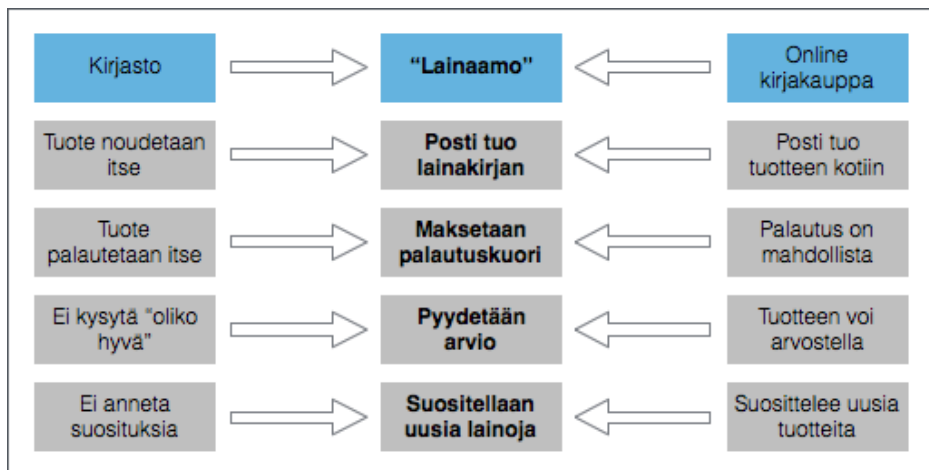 Kirjasto
“Lainaamo”
Online
kirjakauppa
Tuote noudetaan
itse
Posti tuo
lainakirjan
Posti tuo
tuotteen kotiin
Tuote
palautetaan itse
Maksetaan
palautuskuori
Palautus on
mahdollista
Ei kysytä “oliko
hyvä”
Pyydetään
arvio
Tuotteen voi
arvostella
Ei anneta
suosituksia
Suositellaan
uusia lainoja
Suosittelee uusia
tuotteita